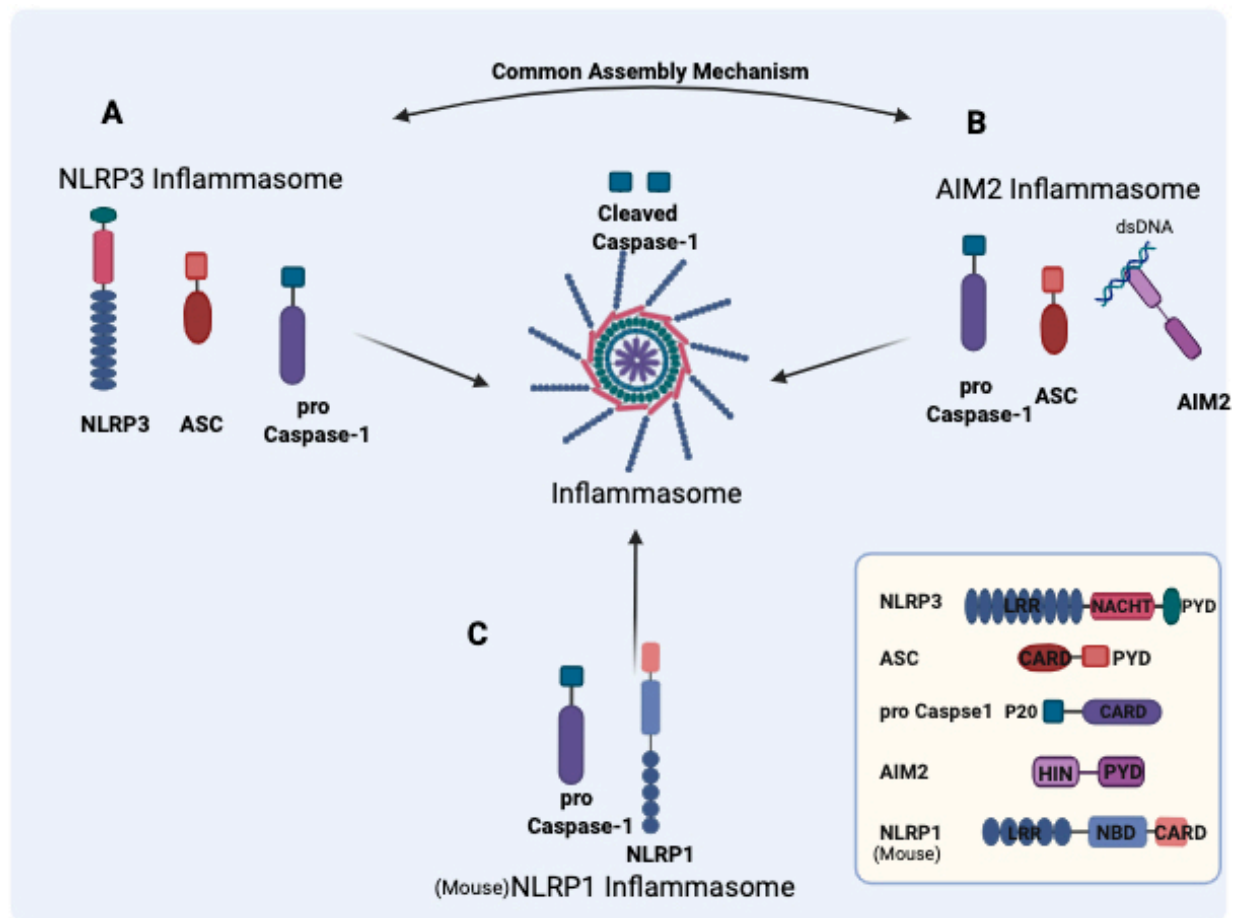 Common Assembly Mechanism
A
B
NLRP3 Inflammasome
AIM2 Inflammasome
Cleaved
Caspase-1
dsDNA
NLRP3
ASC
pro
Caspase-1
pro
Caspase-1
ASC
AIM2
Inflammasome
C
pro
Caspase-1
NLRP1
(Mouse)NLRP1 Inflammasome
NLRP3 LRR NACHT PYD
ASC CARD PYD
pro Caspse1 P20 CARD
AIM2 HIN PYD
NLRP1 LRR NBD CARD
(Mouse)